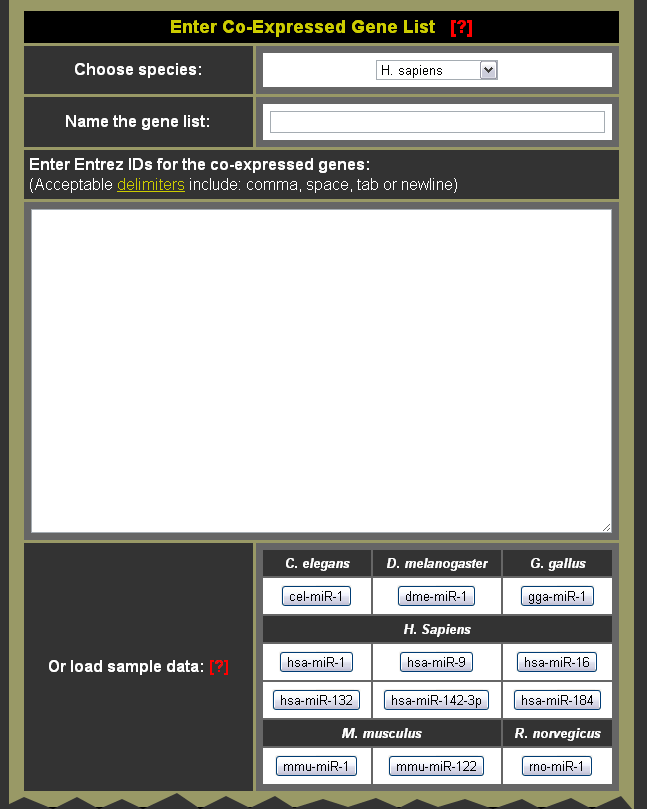 Enter Co-Expressed Gene List [?]
Choose species: H. sapiens
Name the gene list:
Enter Entrez IDs for the co-expressed genes:
(Acceptable delimiters include: comma, space, tab or newline)
C. elegans D. melanogaster G. gallus
cel-miR-1 dme-miR-1 gga-miR-1
H. Sapiens
hsa-miR-1 hsa-miR-9 hsa-miR-16
Or load sample data: [?]
hsa-miR-132 hsa-miR-142-3p hsa-miR-184
M. musculus R. norvegicus
mmu-miR-1 mmu-miR-122 rno-miR-1